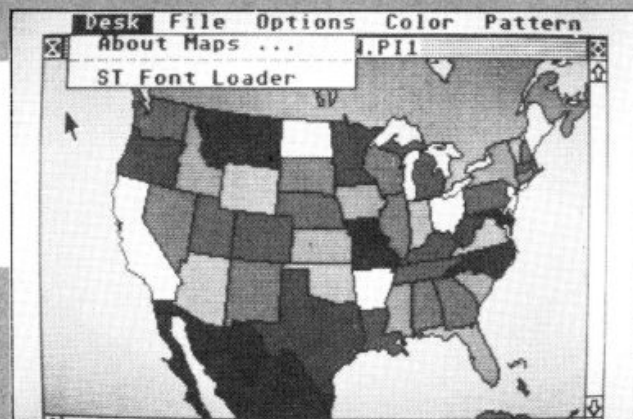 Desk File Options Color Pattern
About Maps ...
.PI1
ST Font Loader